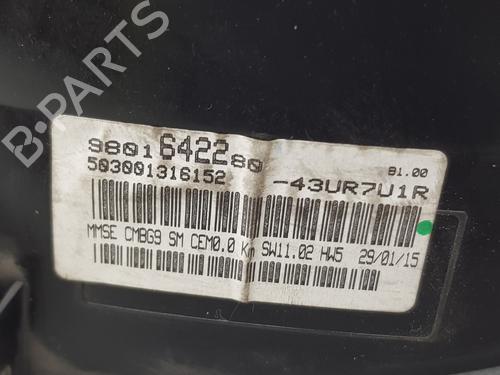 B-PARTS
9801642280
81.00
503001316152
-43UR7U1R
MMSE CMBG9 SM CEM0.0 Km SW11.02 HW5 29/01/15